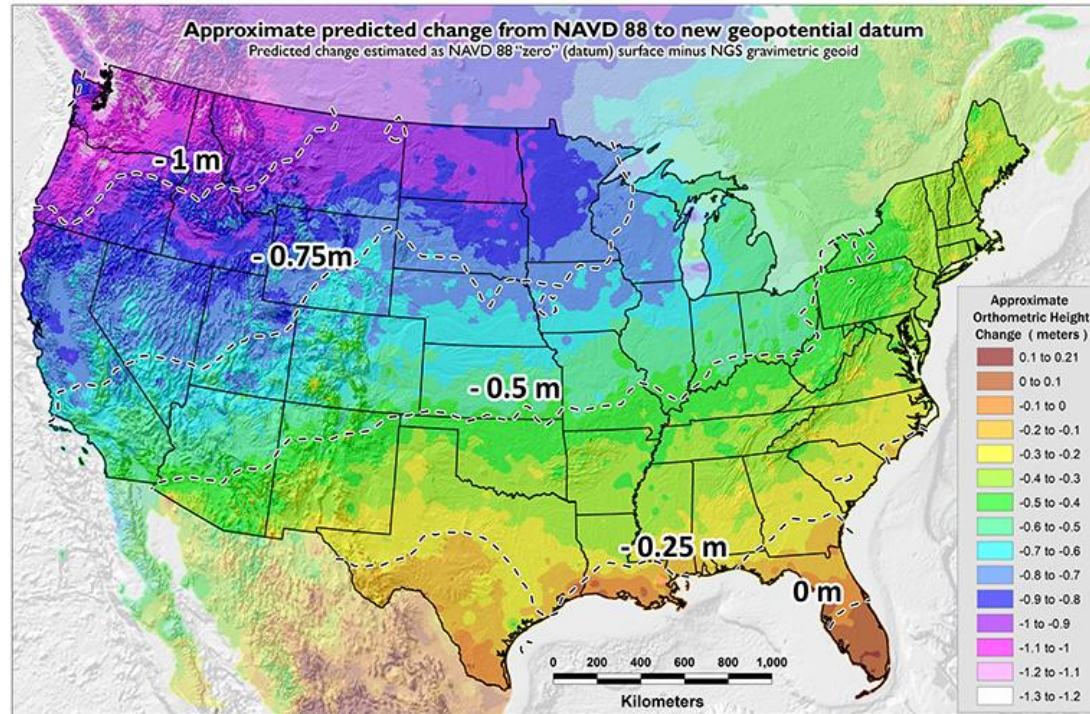 Approximate predicted change from NAVD 88 to new geopotential datum
Predicted change estimated as NAVD 88 "zero" (datum) surface minus NGS gravimetric geoid
- 1 m
- 0.75m
- 0.5 m
- 0.25 m
0 m
Approximate
Orthometric Height
Change ( meters )
0.1 to 0.21
0 to 0.1
-0.1 to 0
-0.2 to -0.1
-0.3 to -0.2
-0.4 to -0.3
-0.5 to -0.4
-0.6 to -0.5
-0.7 to -0.6
-0.8 to -0.7
-0.9 to -0.8
-1 to -0.9
-1.1 to -1
-1.2 to -1.1
-1.3 to -1.2
0 200 400 600 800 1,000
Kilometers